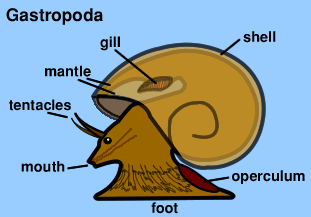 Gastropoda
shell
gill
mantle
tentacles
mouth
operculum
foot